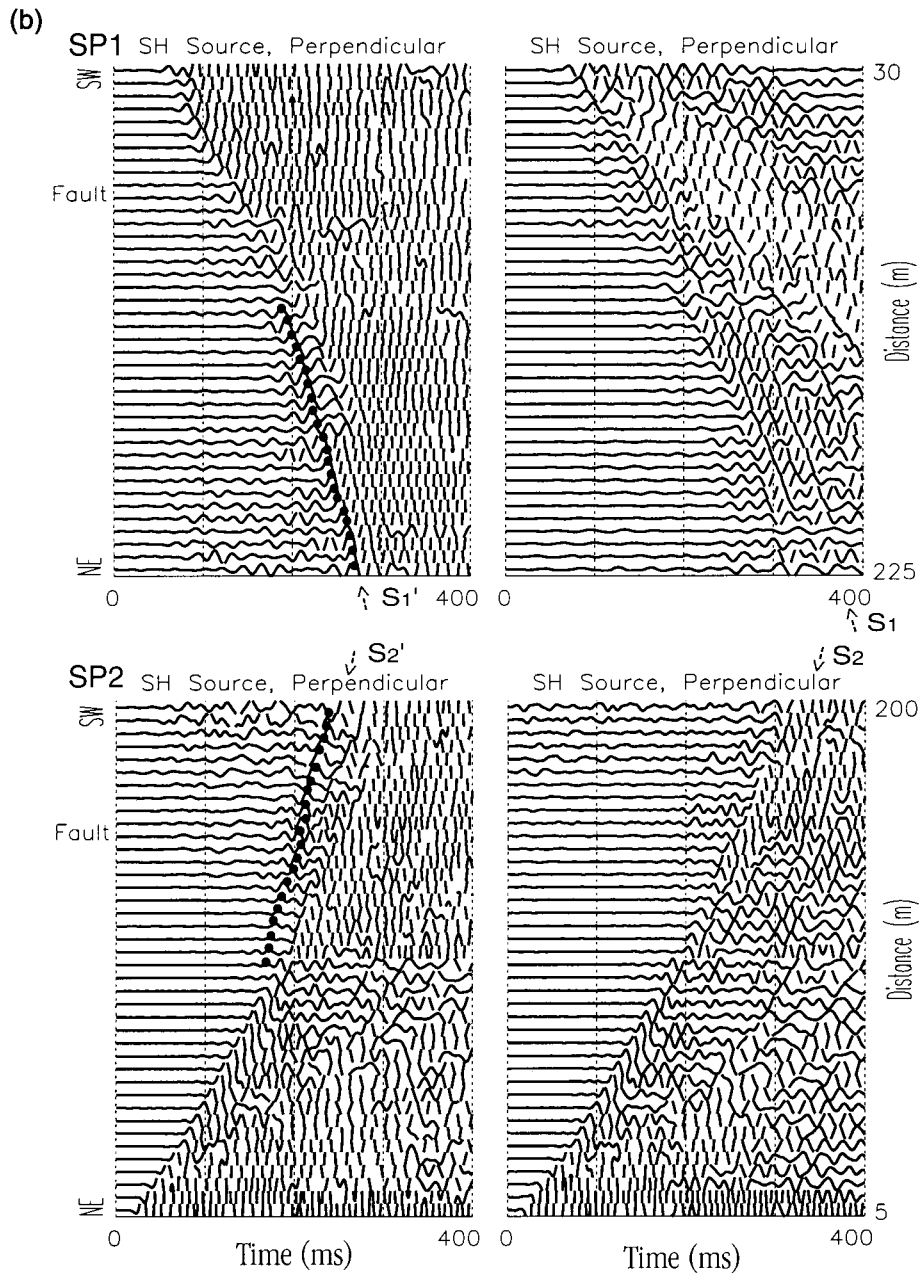 (b)
SP1 SH Source, Perpendicular SH Source, Perpendicular
SW 30
Fault
Distance (m)
NE 225
0 400 0 400
S1' S1
S2' S2
SP2 SH Source, Perpendicular SH Source, Perpendicular
SW 200
Fault
Distance (m)
NE 5
0 400 0 400
Time (ms) Time (ms)